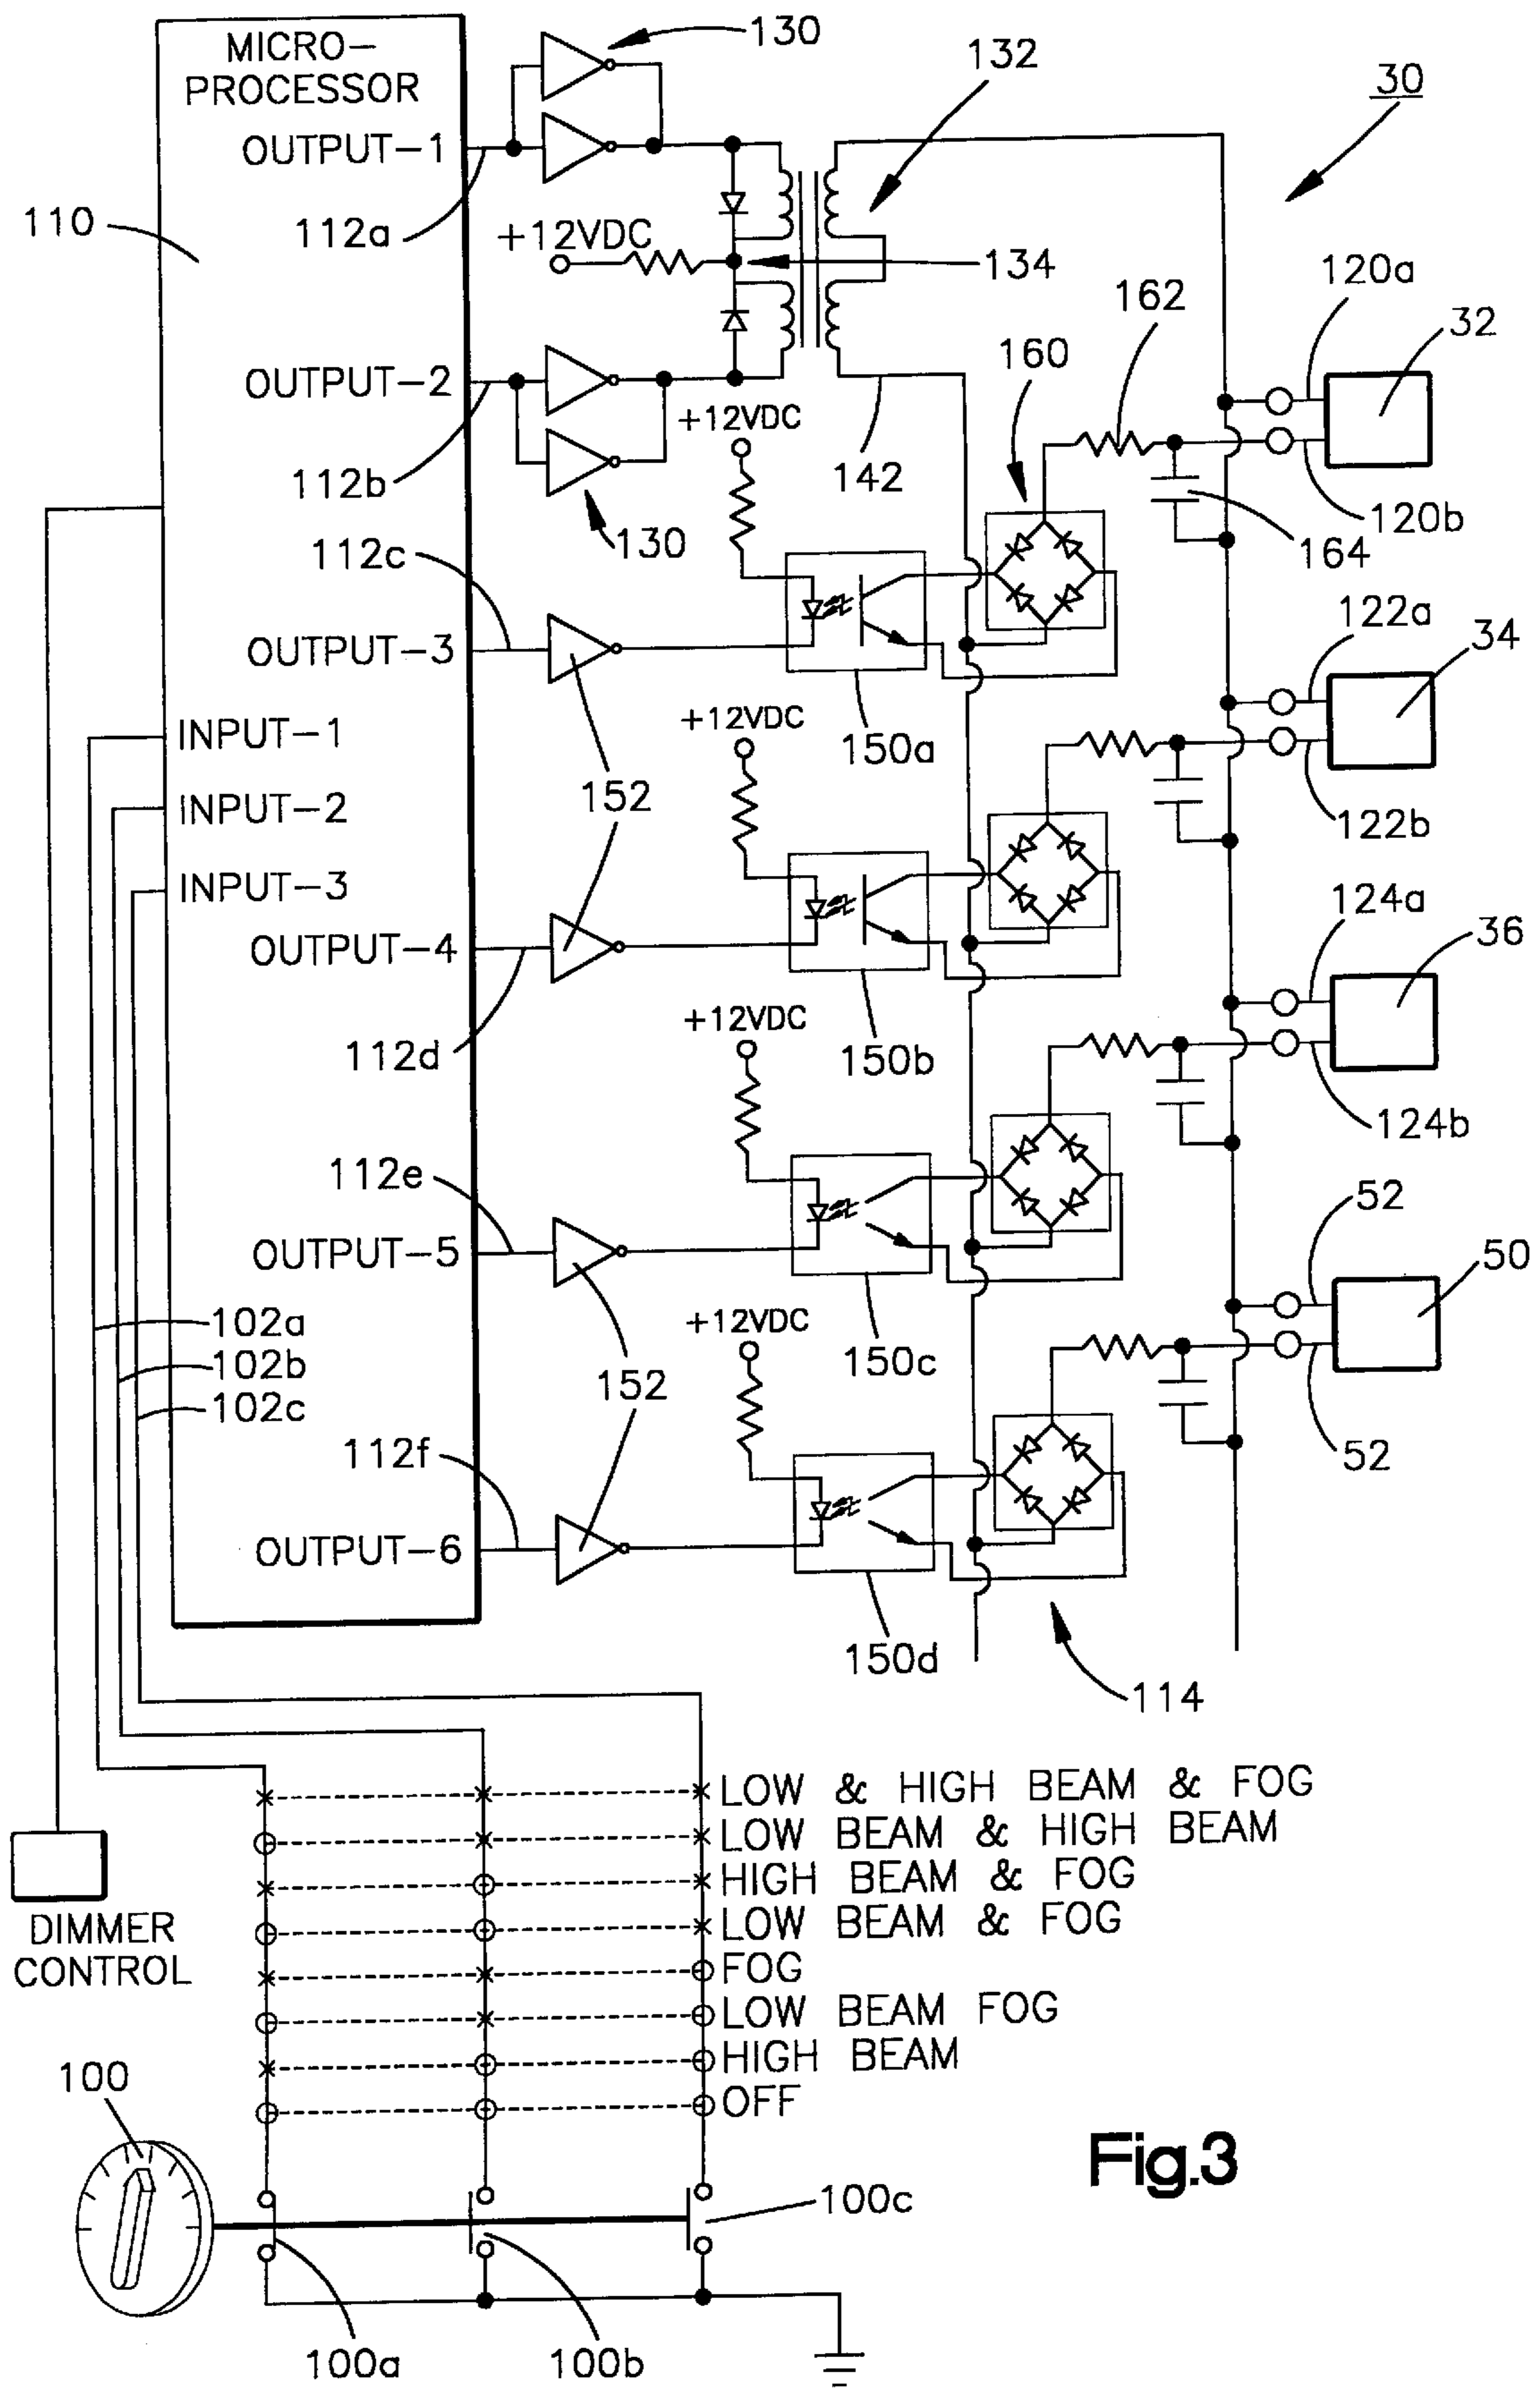 MICRO-
PROCESSOR
130
132
30
OUTPUT-1
110
112a
+12VDC
134
120a
162
32
160
OUTPUT-2
+12VDC
142
112b
130
120b
164
112c
122a
34
OUTPUT-3
+12VDC
150a
INPUT-1
152
INPUT-2
122b
INPUT-3
124a
36
OUTPUT-4
+12VDC
112d
150b
124b
112e
52
50
OUTPUT-5
102a
+12VDC
102b
150c
152
102c
112f
52
OUTPUT-6
150d
114
LOW & HIGH BEAM & FOG
LOW BEAM & HIGH BEAM
HIGH BEAM & FOG
LOW BEAM & FOG
FOG
LOW BEAM FOG
HIGH BEAM
OFF
DIMMER
CONTROL
100
Fig.3
100c
100a
100b